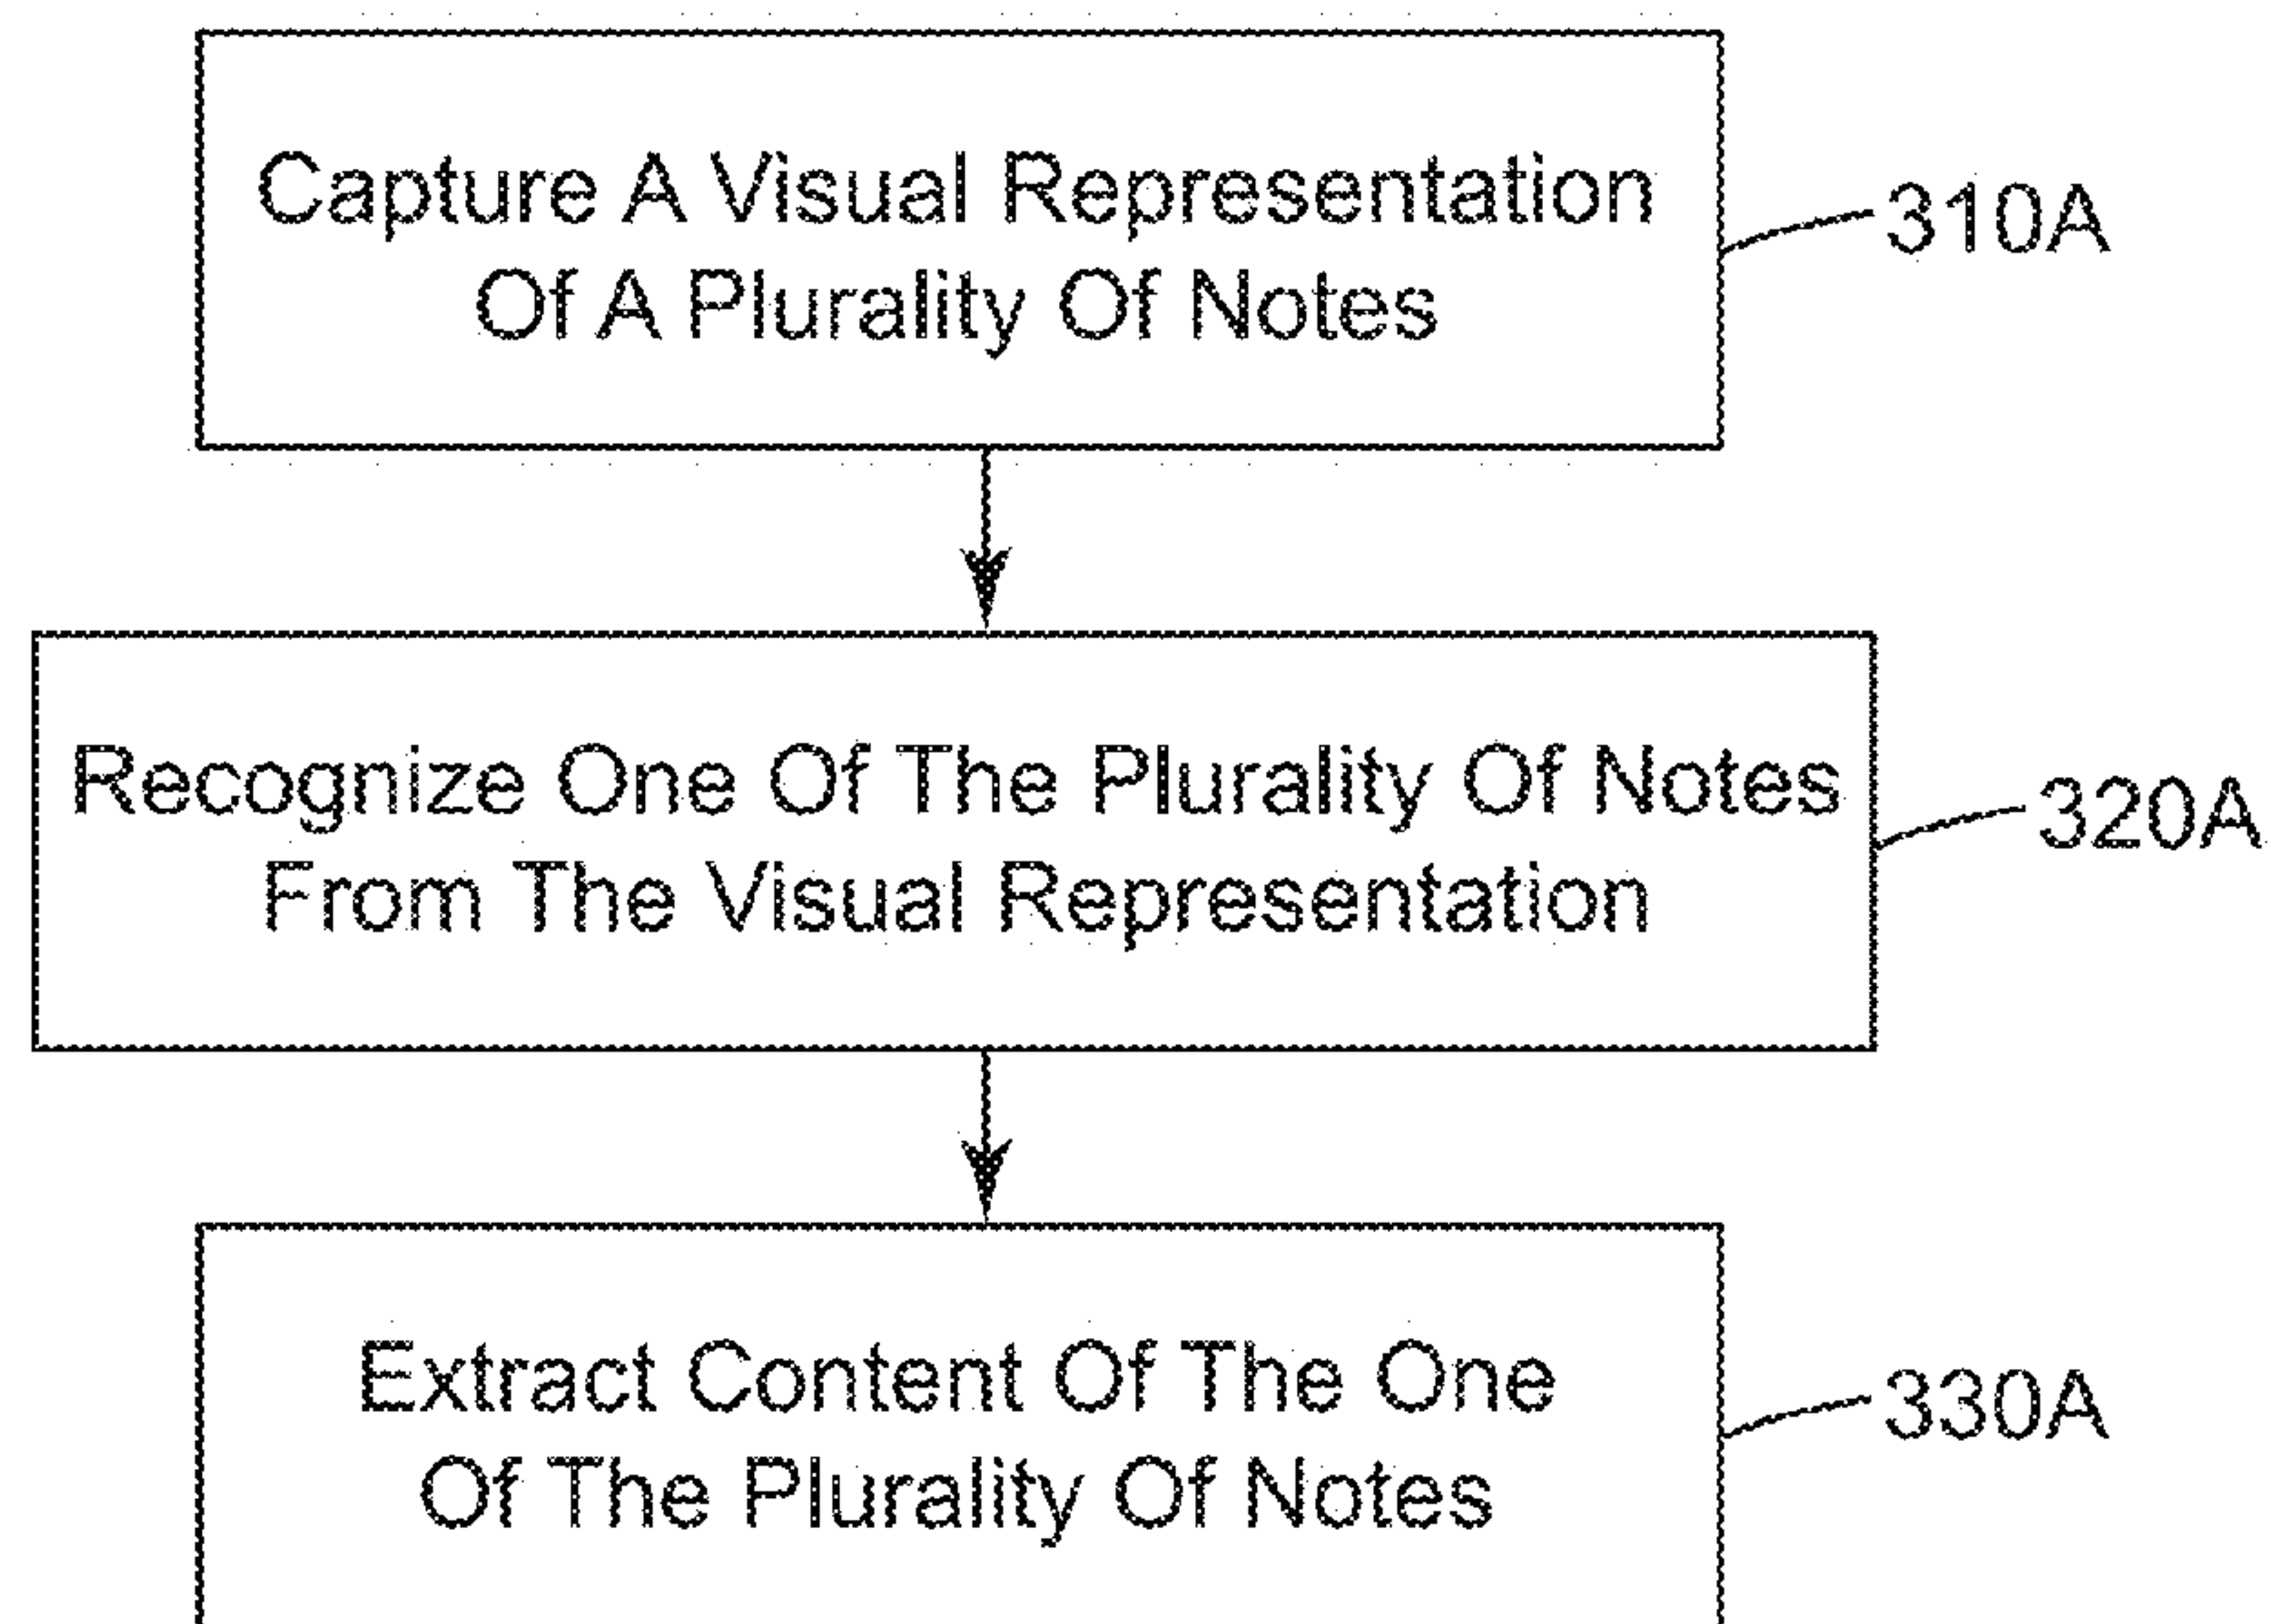 Capture A Visual Representation
Of A Plurality Of Notes
310A
Recognize One Of The Plurality Of Notes
From The Visual Representation
320A
Extract Content Of The One
Of The Plurality Of Notes
330A